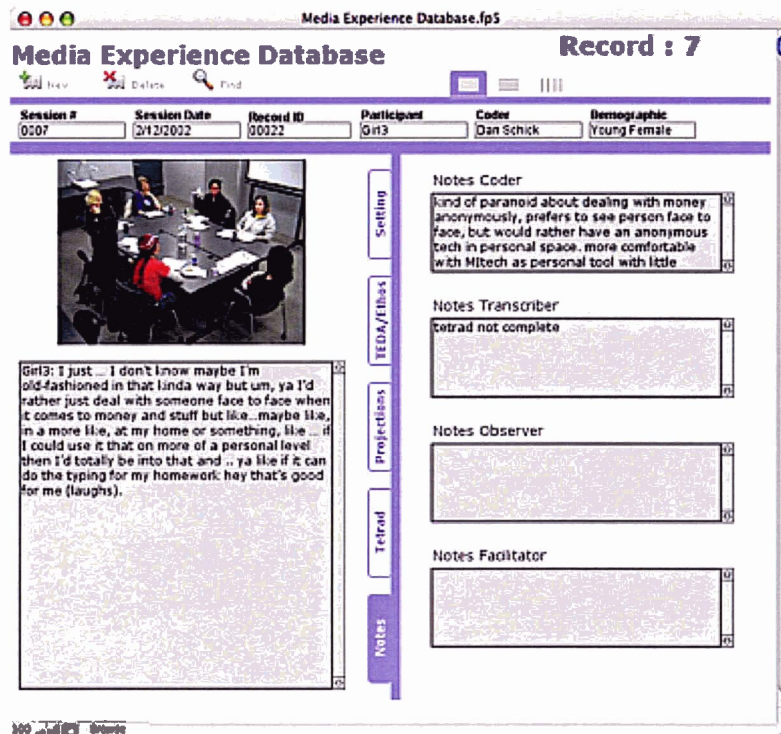 Media Experience Database.fp5
Media Experience Database
Record : 7
New Delete Find
Session # Session Date Record ID Participant Coder Demographic
0007 2/12/2002 00022 Girl3 Dan Schick Young Female
Setting
TEDA/Ethos
Projections
Tetrad
Notes
Girl3: I just ... I don't know maybe I'm
old-fashioned in that kinda way but um, ya I'd
rather just deal with someone face to face when
it comes to money and stuff but like...maybe like,
in a more like, at my home or something, like ... if
I could use it that on more of a personal level
then I'd totally be into that and .. ya like if it can
do the typing for my homework hey that's good
for me (laughs).
Notes Coder
kind of paranoid about dealing with money
anonymously, prefers to see person face to
face, but would rather have an anonymous
tech in personal space. more comfortable
with MItech as personal tool with little
Notes Transcriber
tetrad not complete
Notes Observer
Notes Facilitator
100 Browse